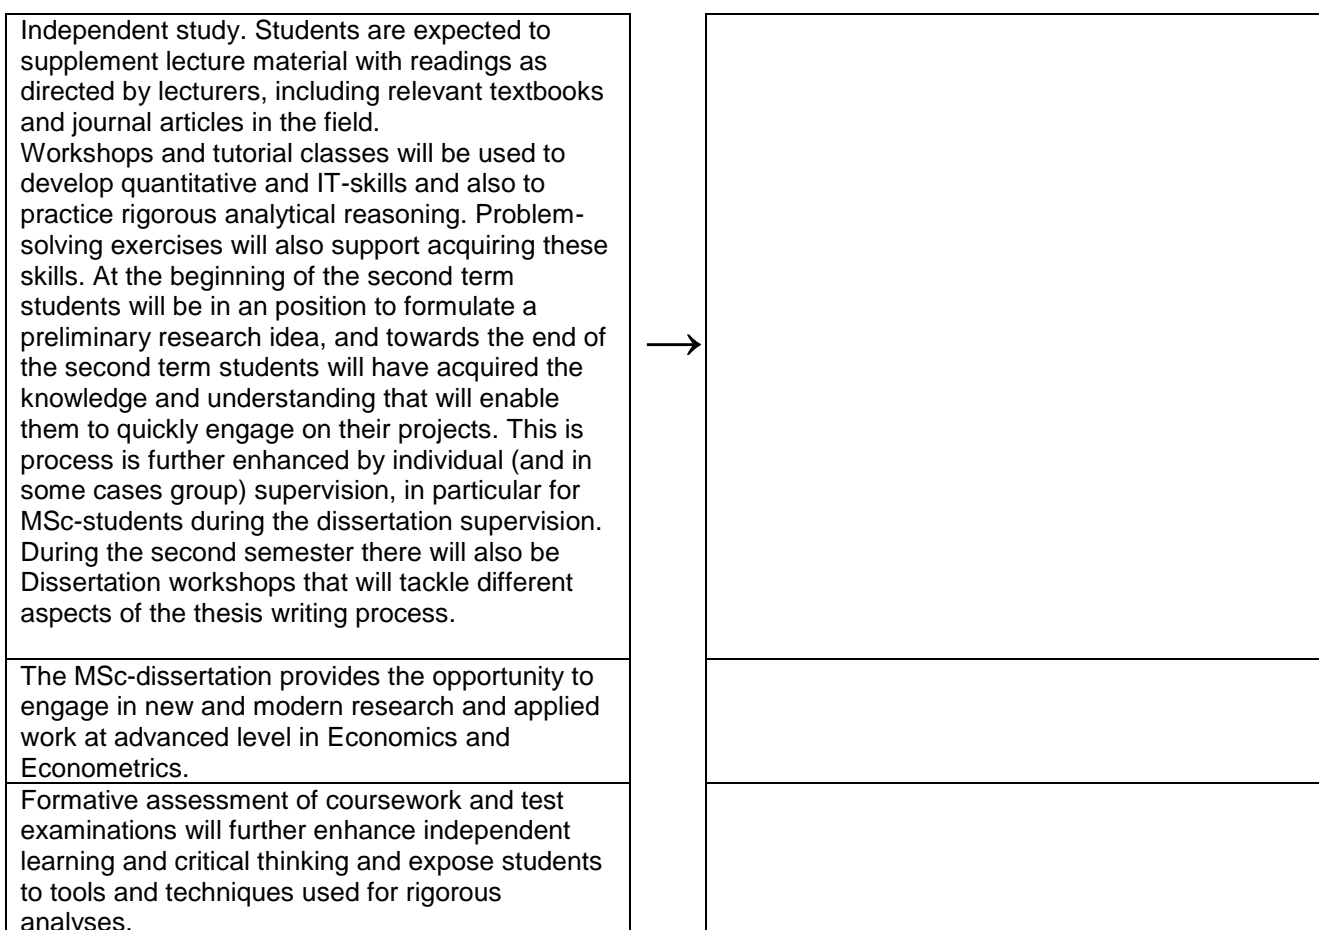 Independent study. Students are expected to
supplement lecture material with readings as
directed by lecturers, including relevant textbooks
and journal articles in the field.
Workshops and tutorial classes will be used to
develop quantitative and IT-skills and also to
practice rigorous analytical reasoning. Problem-
solving exercises will also support acquiring these
skills. At the beginning of the second term
students will be in an position to formulate a
preliminary research idea, and towards the end of
the second term students will have acquired the
knowledge and understanding that will enable
them to quickly engage on their projects. This is
process is further enhanced by individual (and in
some cases group) supervision, in particular for
MSc-students during the dissertation supervision.
During the second semester there will also be
Dissertation workshops that will tackle different
aspects of the thesis writing process.
→
The MSc-dissertation provides the opportunity to
engage in new and modern research and applied
work at advanced level in Economics and
Econometrics.
Formative assessment of coursework and test
examinations will further enhance independent
learning and critical thinking and expose students
to tools and techniques used for rigorous
analyses.